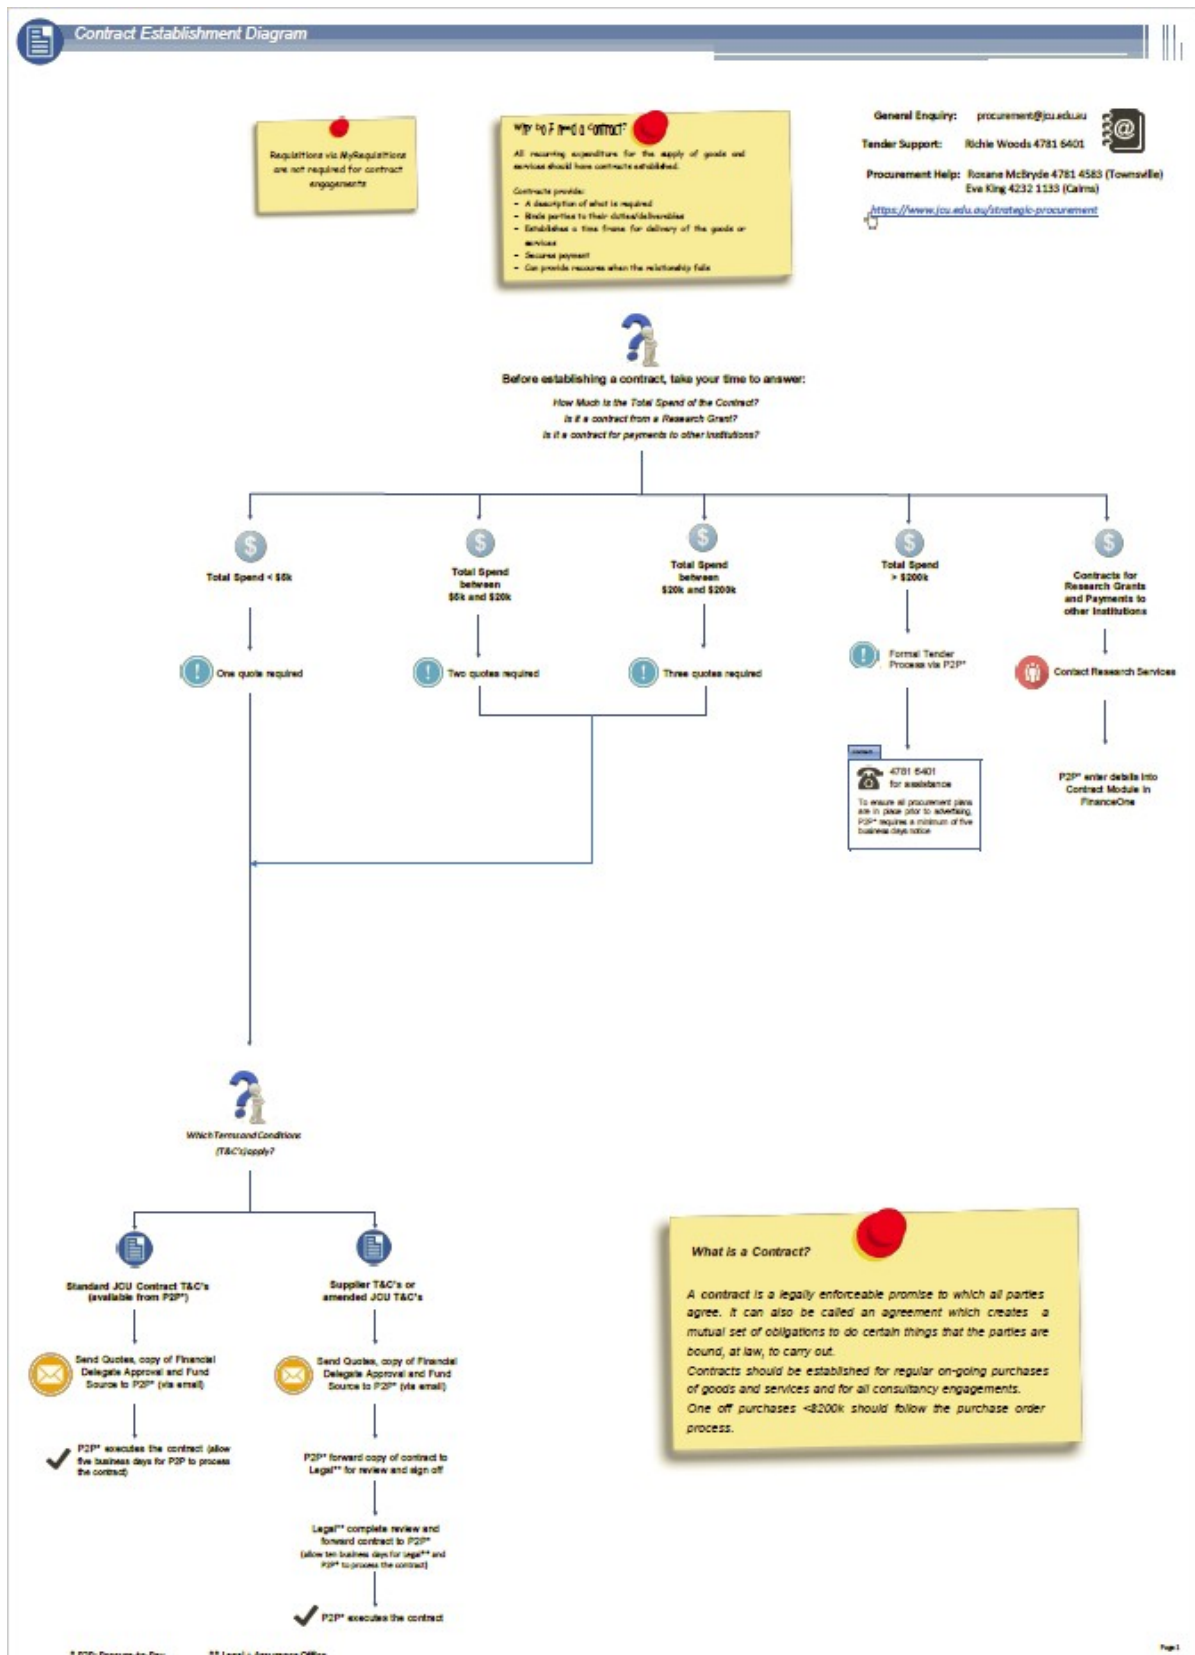 Contract Establishment Diagram
Requisitions via MyRequisitions
are not required for contract
engagements
Why Do I need a Contract?
All recurring expenditure for the supply of goods and
services should have contracts established.
Contracts provide:
- A description of what is required
- Binds parties to their duties/deliverables
- Establishes a time frame for delivery of the goods or
services
- Secures payment
- Can provide recourse when the relationship fails
General Enquiry: procurement@jcu.edu.au
Tender Support: Richie Woods 4781 6401
Procurement Help: Roxane McBryde 4781 4583 (Townsville)
Eve King 4232 1133 (Cairns)
https://www.jcu.edu.au/strategic-procurement
Before establishing a contract, take your time to answer:
How Much is the Total Spend of the Contract?
Is it a contract from a Research Grant?
Is it a contract for payments to other Institutions?
Total Spend < $5k
Total Spend
between
$5k and $20k
Total Spend
between
$20k and $200k
Total Spend
> $200k
Contracts for
Research Grants
and Payments to
other Institutions
One quote required
Two quotes required
Three quotes required
Formal Tender
Process via P2P*
Contact Research Services
contact
4781 6401
for assistance
To ensure all procurement plans
are in place prior to advertising,
P2P* requires a minimum of five
business days notice
P2P* enter details into
Contract Module in
FinanceOne
Which Terms and Conditions
(T&C's) apply?
Standard JCU Contract T&C's
(available from P2P*)
Supplier T&C's or
amended JCU T&C's
Send Quotes, copy of Financial
Delegate Approval and Fund
Source to P2P* (via email)
Send Quotes, copy of Financial
Delegate Approval and Fund
Source to P2P* (via email)
P2P* executes the contract (allow
five business days for P2P to process
the contract)
P2P* forward copy of contract to
Legal** for review and sign off
Legal** complete review and
forward contract to P2P*
(allow ten business days for Legal** and
P2P* to process the contract)
P2P* executes the contract
What is a Contract?
A contract is a legally enforceable promise to which all parties
agree. It can also be called an agreement which creates a
mutual set of obligations to do certain things that the parties are
bound, at law, to carry out.
Contracts should be established for regular on-going purchases
of goods and services and for all consultancy engagements.
One off purchases <$200k should follow the purchase order
process.
* P2P: Procure to Pay ** Legal = Assurance Office
Page 1